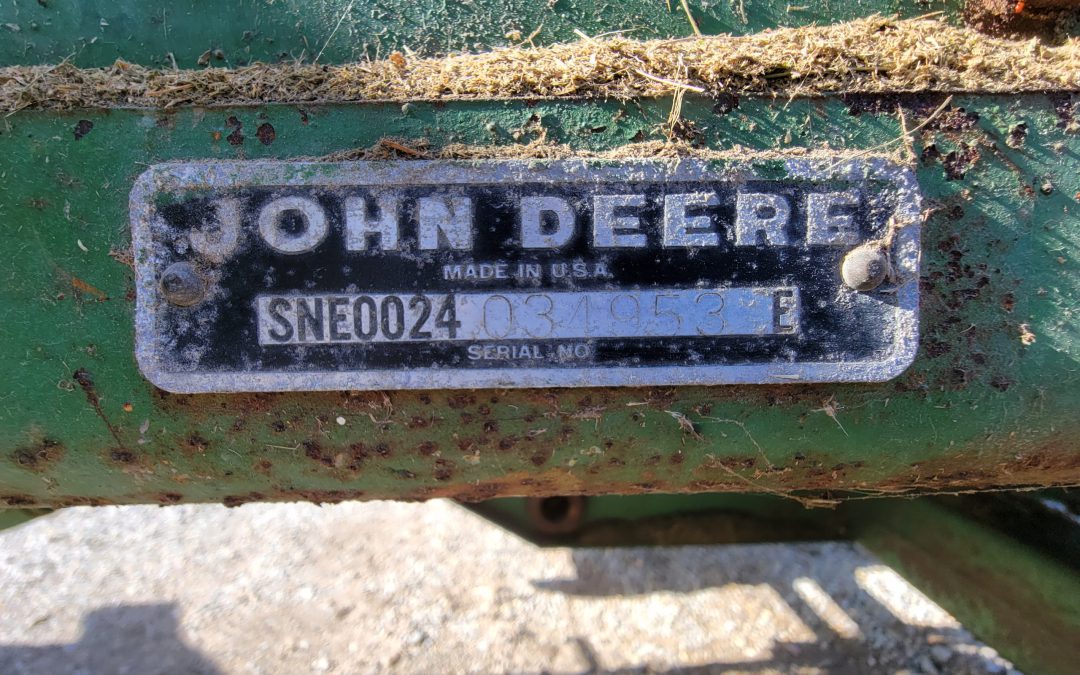 JOHN DEERE
MADE IN U.S.A.
SNE0024 034953 E
SERIAL NO